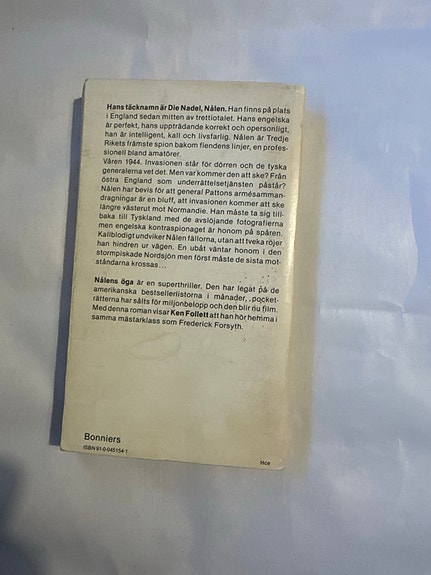 Hans täcknamn är Die Nadel, Nålen. Han finns på plats
i England sedan mitten av trettiotalet. Hans engelska
är perfekt, hans uppträdande korrekt och opersonligt,
han är intelligent, kall och livsfarlig. Nålen är Tredje
Rikets främste spion bakom fiendens linjer, en profes-
sionell bland amatörer.
Våren 1944. Invasionen står för dörren och de tyska
generalerna vet det. Men var kommer den att ske? Från
östra England som underrättelsetjänsten påstår?
Nålen har bevis för att general Pattons armésamman-
dragningar är en bluff, att invasionen kommer att ske
längre västerut mot Normandie. Han måste ta sig till-
baka till Tyskland med de avslöjande fotografierna
men engelska kontraspionaget är honom på spåren.
Kallblodigt undviker Nålen fällorna, utan att tveka röjer
han hindren ur vägen. En ubåt väntar honom i den
stormpiskade Nordsjön men först måste de sista mot-
ståndarna krossas...
Nålens öga är en superthriller. Den har legat på de
amerikanska bestsellerlistorna i månader, pocket-
rätterna har sålts för miljonbelopp och den blir nu film.
Med denna roman visar Ken Follett att han hör hemma i
samma mästarklass som Frederick Forsyth.
Bonniers
ISBN 91-0-045154-1
Hce